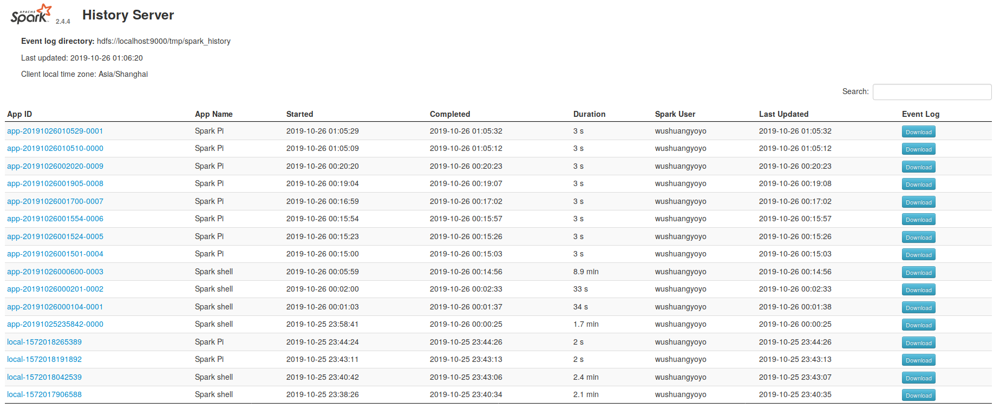 APACHE Spark 2.4.4 History Server
Event log directory: hdfs://localhost:9000/tmp/spark_history
Last updated: 2019-10-26 01:06:20
Client local time zone: Asia/Shanghai
Search:
App ID App Name Started Completed Duration Spark User Last Updated Event Log
app-20191026010529-0001 Spark Pi 2019-10-26 01:05:29 2019-10-26 01:05:32 3 s wushuangyoyo 2019-10-26 01:05:32 Download
app-20191026010510-0000 Spark Pi 2019-10-26 01:05:09 2019-10-26 01:05:12 3 s wushuangyoyo 2019-10-26 01:05:12 Download
app-20191026002020-0009 Spark Pi 2019-10-26 00:20:20 2019-10-26 00:20:23 3 s wushuangyoyo 2019-10-26 00:20:23 Download
app-20191026001905-0008 Spark Pi 2019-10-26 00:19:04 2019-10-26 00:19:07 3 s wushuangyoyo 2019-10-26 00:19:08 Download
app-20191026001700-0007 Spark Pi 2019-10-26 00:16:59 2019-10-26 00:17:02 3 s wushuangyoyo 2019-10-26 00:17:02 Download
app-20191026001554-0006 Spark Pi 2019-10-26 00:15:54 2019-10-26 00:15:57 3 s wushuangyoyo 2019-10-26 00:15:57 Download
app-20191026001524-0005 Spark Pi 2019-10-26 00:15:23 2019-10-26 00:15:26 3 s wushuangyoyo 2019-10-26 00:15:26 Download
app-20191026001501-0004 Spark Pi 2019-10-26 00:15:00 2019-10-26 00:15:03 3 s wushuangyoyo 2019-10-26 00:15:03 Download
app-20191026000600-0003 Spark shell 2019-10-26 00:05:59 2019-10-26 00:14:56 8.9 min wushuangyoyo 2019-10-26 00:14:56 Download
app-20191026000201-0002 Spark shell 2019-10-26 00:02:00 2019-10-26 00:02:33 33 s wushuangyoyo 2019-10-26 00:02:33 Download
app-20191026000104-0001 Spark shell 2019-10-26 00:01:03 2019-10-26 00:01:37 34 s wushuangyoyo 2019-10-26 00:01:38 Download
app-20191025235842-0000 Spark shell 2019-10-25 23:58:41 2019-10-26 00:00:25 1.7 min wushuangyoyo 2019-10-26 00:00:25 Download
local-1572018265389 Spark Pi 2019-10-25 23:44:24 2019-10-25 23:44:26 2 s wushuangyoyo 2019-10-25 23:44:26 Download
local-1572018191892 Spark Pi 2019-10-25 23:43:11 2019-10-25 23:43:13 2 s wushuangyoyo 2019-10-25 23:43:13 Download
local-1572018042539 Spark shell 2019-10-25 23:40:42 2019-10-25 23:43:06 2.4 min wushuangyoyo 2019-10-25 23:43:07 Download
local-1572017906588 Spark shell 2019-10-25 23:38:26 2019-10-25 23:40:34 2.1 min wushuangyoyo 2019-10-25 23:40:35 Download